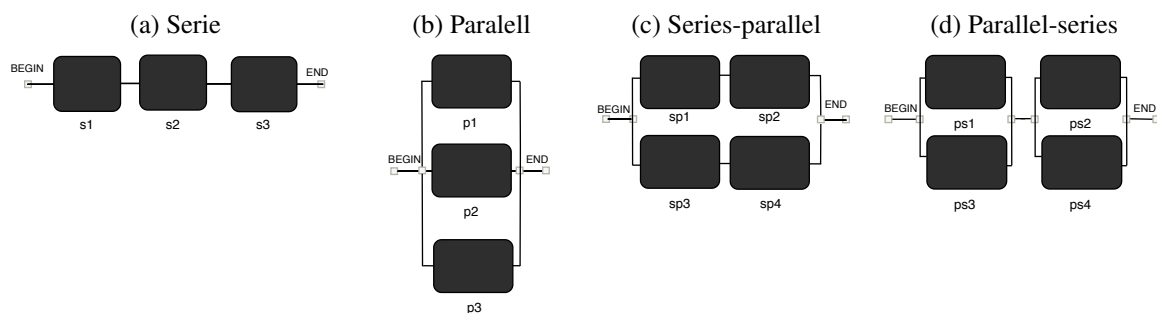 (a) Serie
BEGIN
END
s1
s2
s3
(b) Paralell
p1
BEGIN
END
p2
p3
(c) Series-parallel
BEGIN
END
sp1
sp2
sp3
sp4
(d) Parallel-series
BEGIN
END
ps1
ps2
ps3
ps4